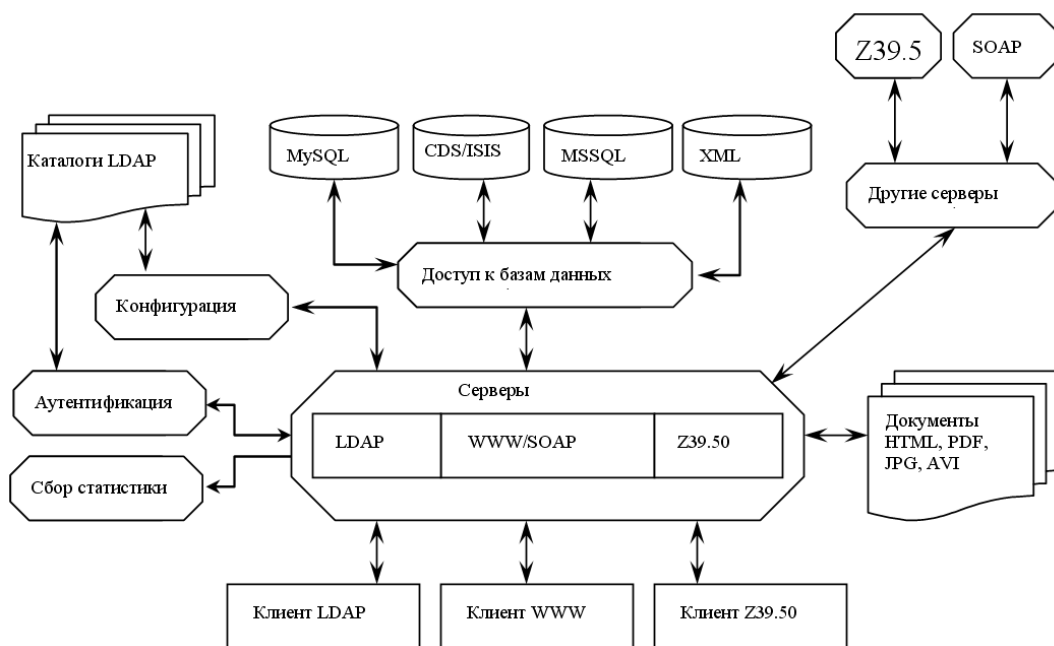 Z39.5
SOAP
Каталоги LDAP
MySQL
CDS/ISIS
MSSQL
XML
Другие серверы
Доступ к базам данных
Конфигурация
Аутентификация
Сбор статистики
Серверы
LDAP
WWW/SOAP
Z39.50
Документы
HTML, PDF,
JPG, AVI
Клиент LDAP
Клиент WWW
Клиент Z39.50